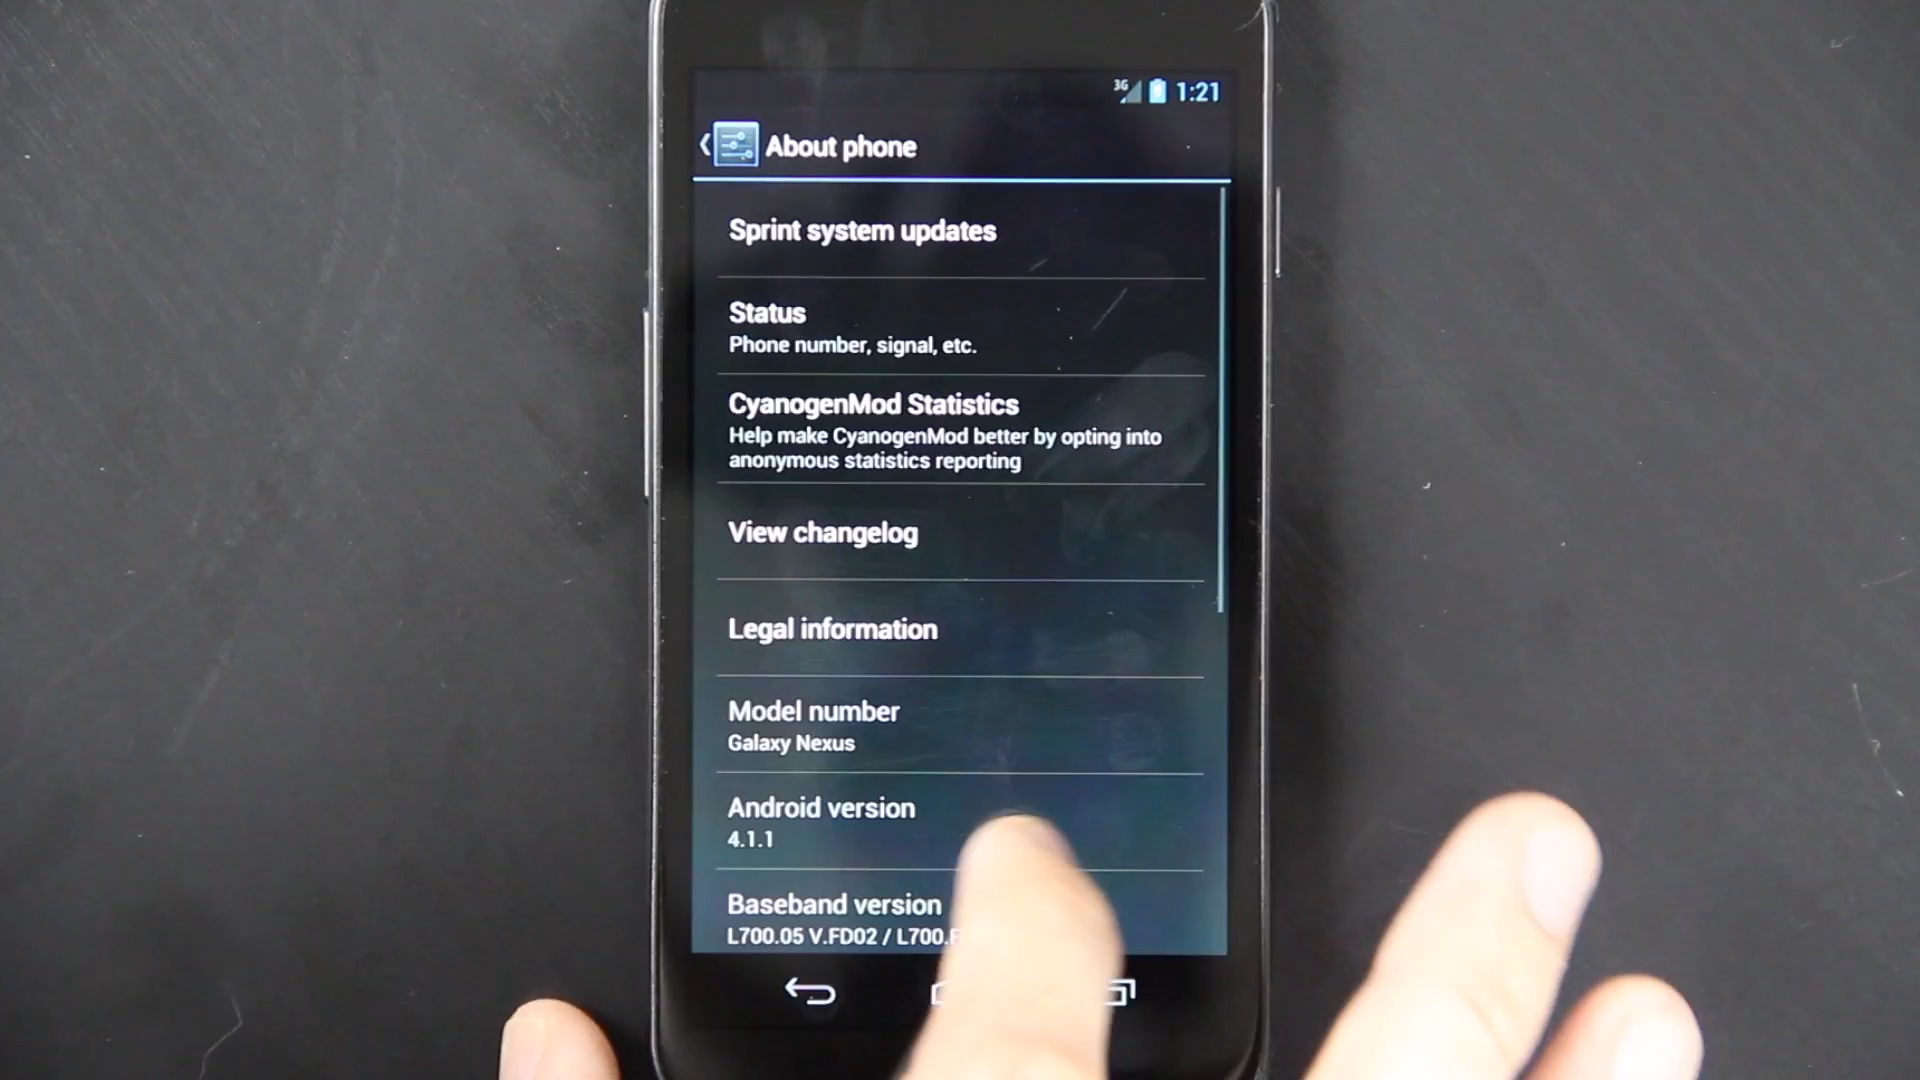 3G 1:21
About phone
Sprint system updates
Status
Phone number, signal, etc.
CyanogenMod Statistics
Help make CyanogenMod better by opting into
anonymous statistics reporting
View changelog
Legal information
Model number
Galaxy Nexus
Android version
4.1.1
Baseband version
L700.05 V.FD02 / L700.F